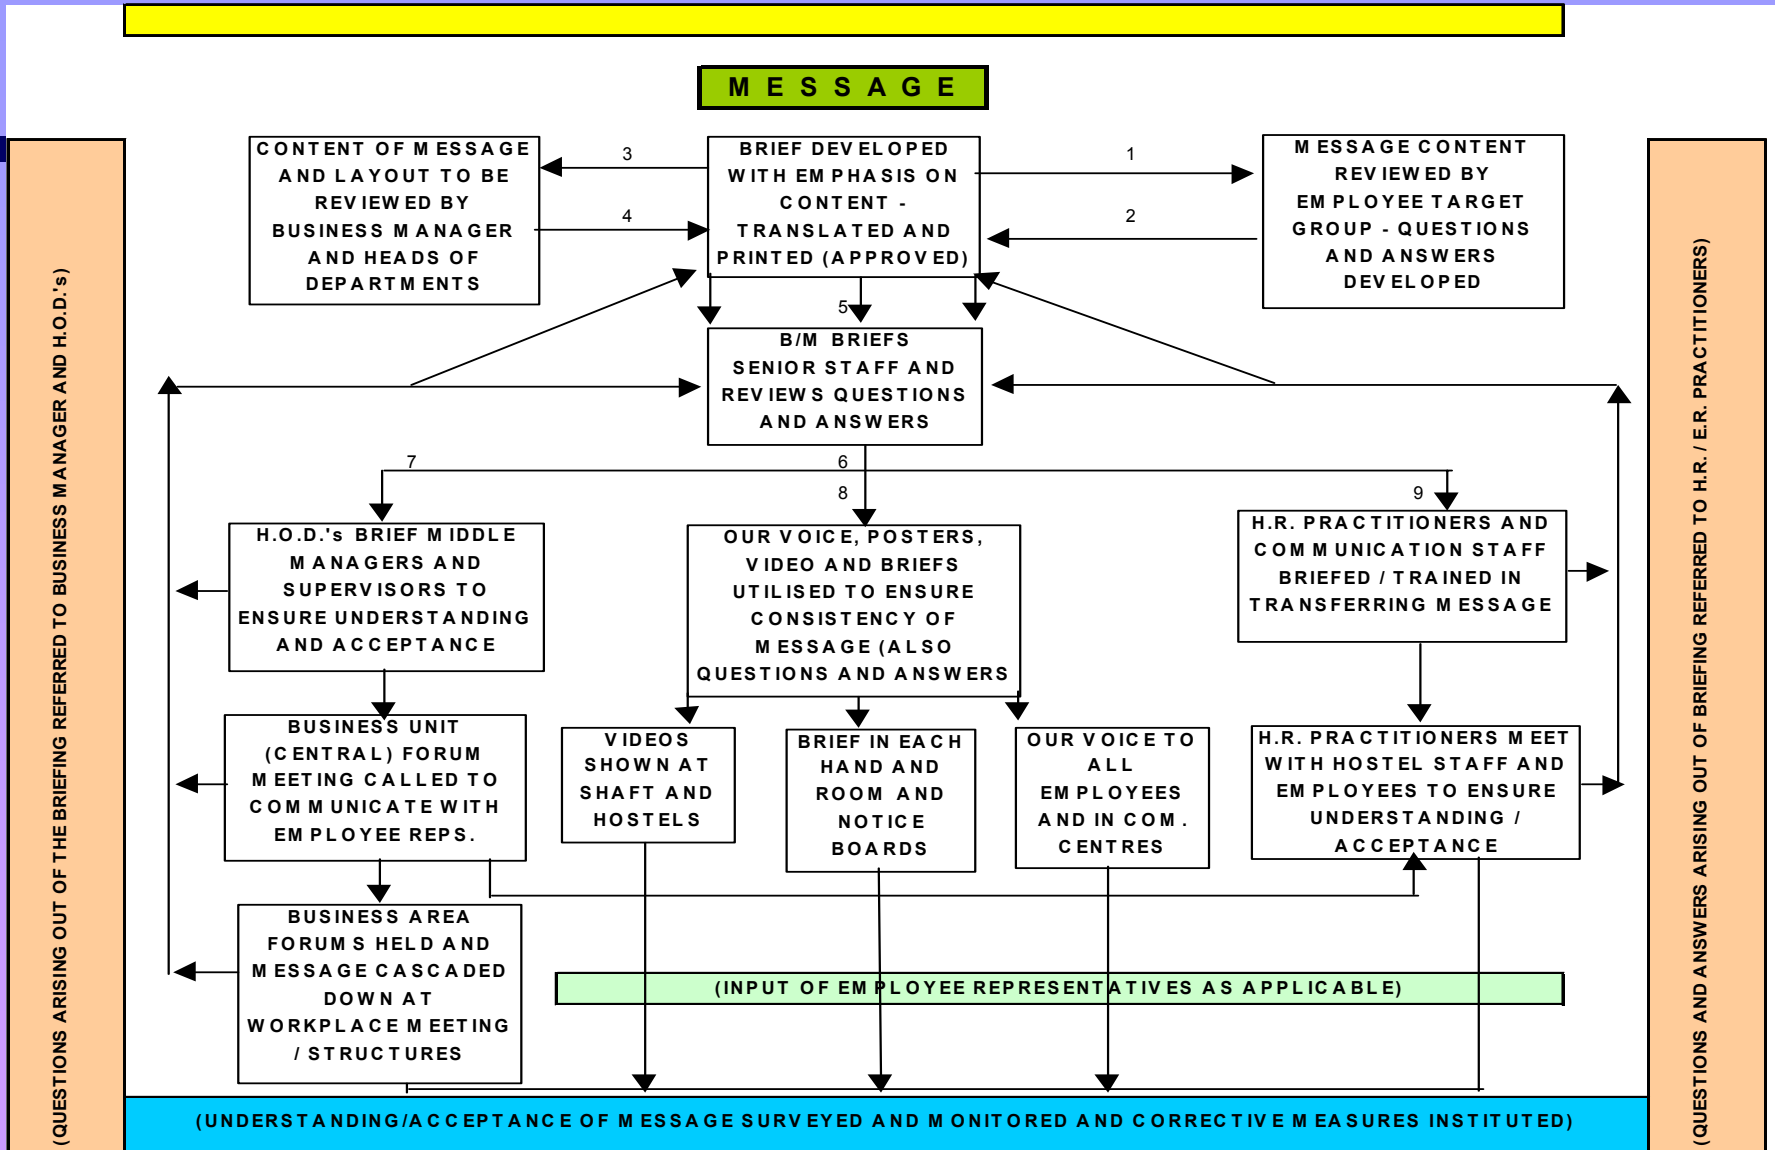 MESSAGE
CONTENT OF MESSAGE
AND LAYOUT TO BE
REVIEWED BY
BUSINESS MANAGER
AND HEADS OF
DEPARTMENTS
3
4
BRIEF DEVELOPED
WITH EMPHASIS ON
CONTENT -
TRANSLATED AND
PRINTED (APPROVED)
1
2
MESSAGE CONTENT
REVIEWED BY
EMPLOYEE TARGET
GROUP - QUESTIONS
AND ANSWERS
DEVELOPED
5
B/M BRIEFS
SENIOR STAFF AND
REVIEWS QUESTIONS
AND ANSWERS
7
6
8
9
H.O.D.'s BRIEF MIDDLE
MANAGERS AND
SUPERVISORS TO
ENSURE UNDERSTANDING
AND ACCEPTANCE
OUR VOICE, POSTERS,
VIDEO AND BRIEFS
UTILISED TO ENSURE
CONSISTENCY OF
MESSAGE (ALSO
QUESTIONS AND ANSWERS
H.R. PRACTITIONERS AND
COMMUNICATION STAFF
BRIEFED / TRAINED IN
TRANSFERRING MESSAGE
BUSINESS UNIT
(CENTRAL) FORUM
MEETING CALLED TO
COMMUNICATE WITH
EMPLOYEE REPS.
VIDEOS
SHOWN AT
SHAFT AND
HOSTELS
BRIEF IN EACH
HAND AND
ROOM AND
NOTICE
BOARDS
OUR VOICE TO
ALL
EMPLOYEES
AND IN COM.
CENTRES
H.R. PRACTITIONERS MEET
WITH HOSTEL STAFF AND
EMPLOYEES TO ENSURE
UNDERSTANDING /
ACCEPTANCE
BUSINESS AREA
FORUMS HELD AND
MESSAGE CASCADED
DOWN AT
WORKPLACE MEETING
/ STRUCTURES
(INPUT OF EMPLOYEE REPRESENTATIVES AS APPLICABLE)
(UNDERSTANDING/ACCEPTANCE OF MESSAGE SURVEYED AND MONITORED AND CORRECTIVE MEASURES INSTITUTED)
(QUESTIONS ARISING OUT OF THE BRIEFING REFERRED TO BUSINESS MANAGER AND H.O.D.'s)
(QUESTIONS AND ANSWERS ARISING OUT OF BRIEFING REFERRED TO H.R. / E.R. PRACTITIONERS)